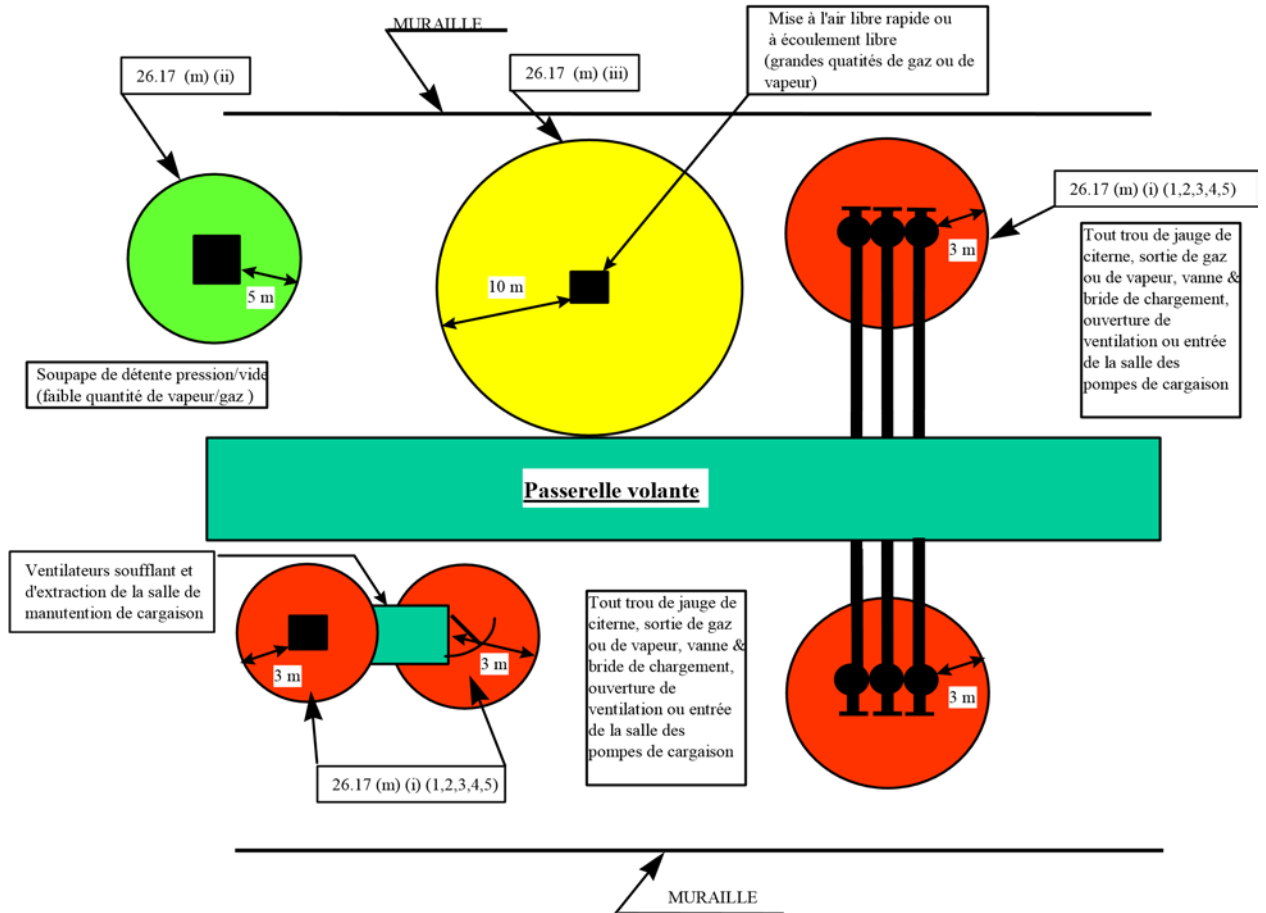 MURAILLE
Mise à l'air libre rapide ou
à écoulement libre
(grandes quatités de gaz ou de
vapeur)
26.17 (m) (ii)
26.17 (m) (iii)
26.17 (m) (i) (1,2,3,4,5)
3 m
Tout trou de jauge de
citerne, sortie de gaz
ou de vapeur, vanne &
bride de chargement,
ouverture de
ventilation ou entrée
de la salle des
pompes de cargaison
10 m
5 m
Soupape de détente pression/vide
(faible quantité de vapeur/gaz )
Passerelle volante
Ventilateurs soufflant et
d'extraction de la salle de
manutention de cargaison
3 m
3 m
Tout trou de jauge de
citerne, sortie de gaz
ou de vapeur, vanne &
bride de chargement,
ouverture de
ventilation ou entrée
de la salle des
pompes de cargaison
3 m
26.17 (m) (i) (1,2,3,4,5)
MURAILLE